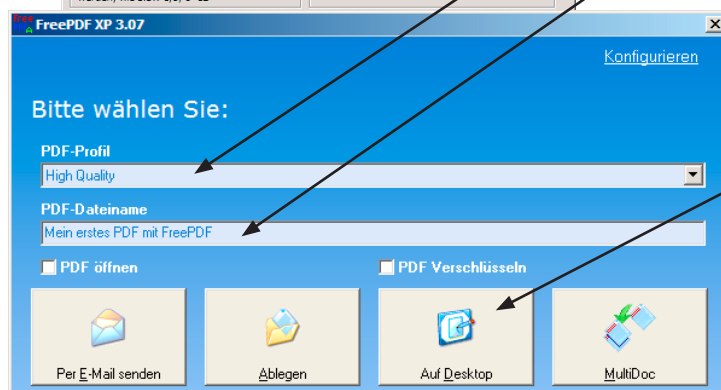 FreePDF XP 3.07
Konfigurieren
Bitte wählen Sie:
PDF-Profil
High Quality
PDF-Dateiname
Mein erstes PDF mit FreePDF
PDF öffnen
PDF Verschlüsseln
Per E-Mail senden
Ablegen
Auf Desktop
MultiDoc